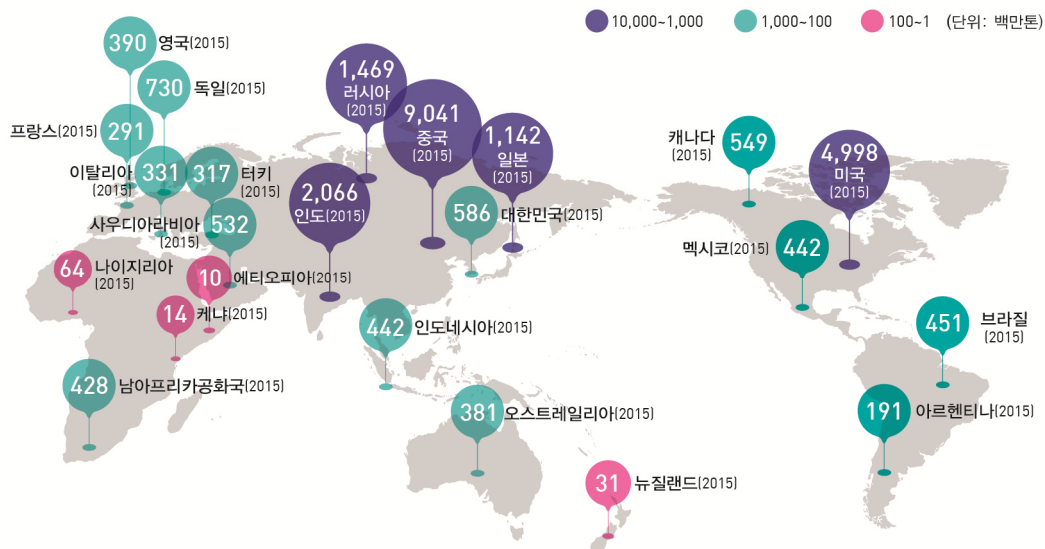 10,000~1,000
1,000~100
100~1
(단위: 백만톤)
390
영국(2015)
730
독일(2015)
프랑스(2015)
291
이탈리아
(2015)
331
317
터키
(2015)
사우디아라비아
(2015)
532
64
나이지리아
(2015)
10
에티오피아(2015)
14
케냐(2015)
428
남아프리카공화국(2015)
1,469
러시아
(2015)
9,041
중국
(2015)
1,142
일본
(2015)
2,066
인도(2015)
586
대한민국(2015)
442
인도네시아(2015)
381
오스트레일리아(2015)
31
뉴질랜드(2015)
캐나다
(2015)
549
4,998
미국
(2015)
멕시코(2015)
442
451
브라질
(2015)
191
아르헨티나(2015)